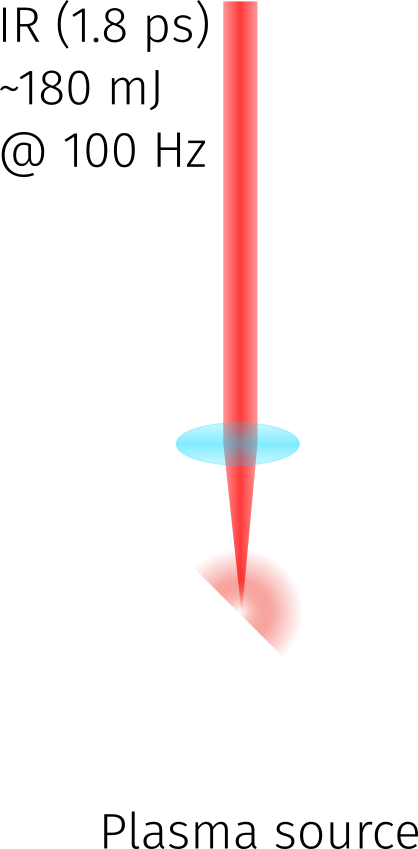 IR (1.8 ps)
~180 mJ
@ 100 Hz
Plasma source